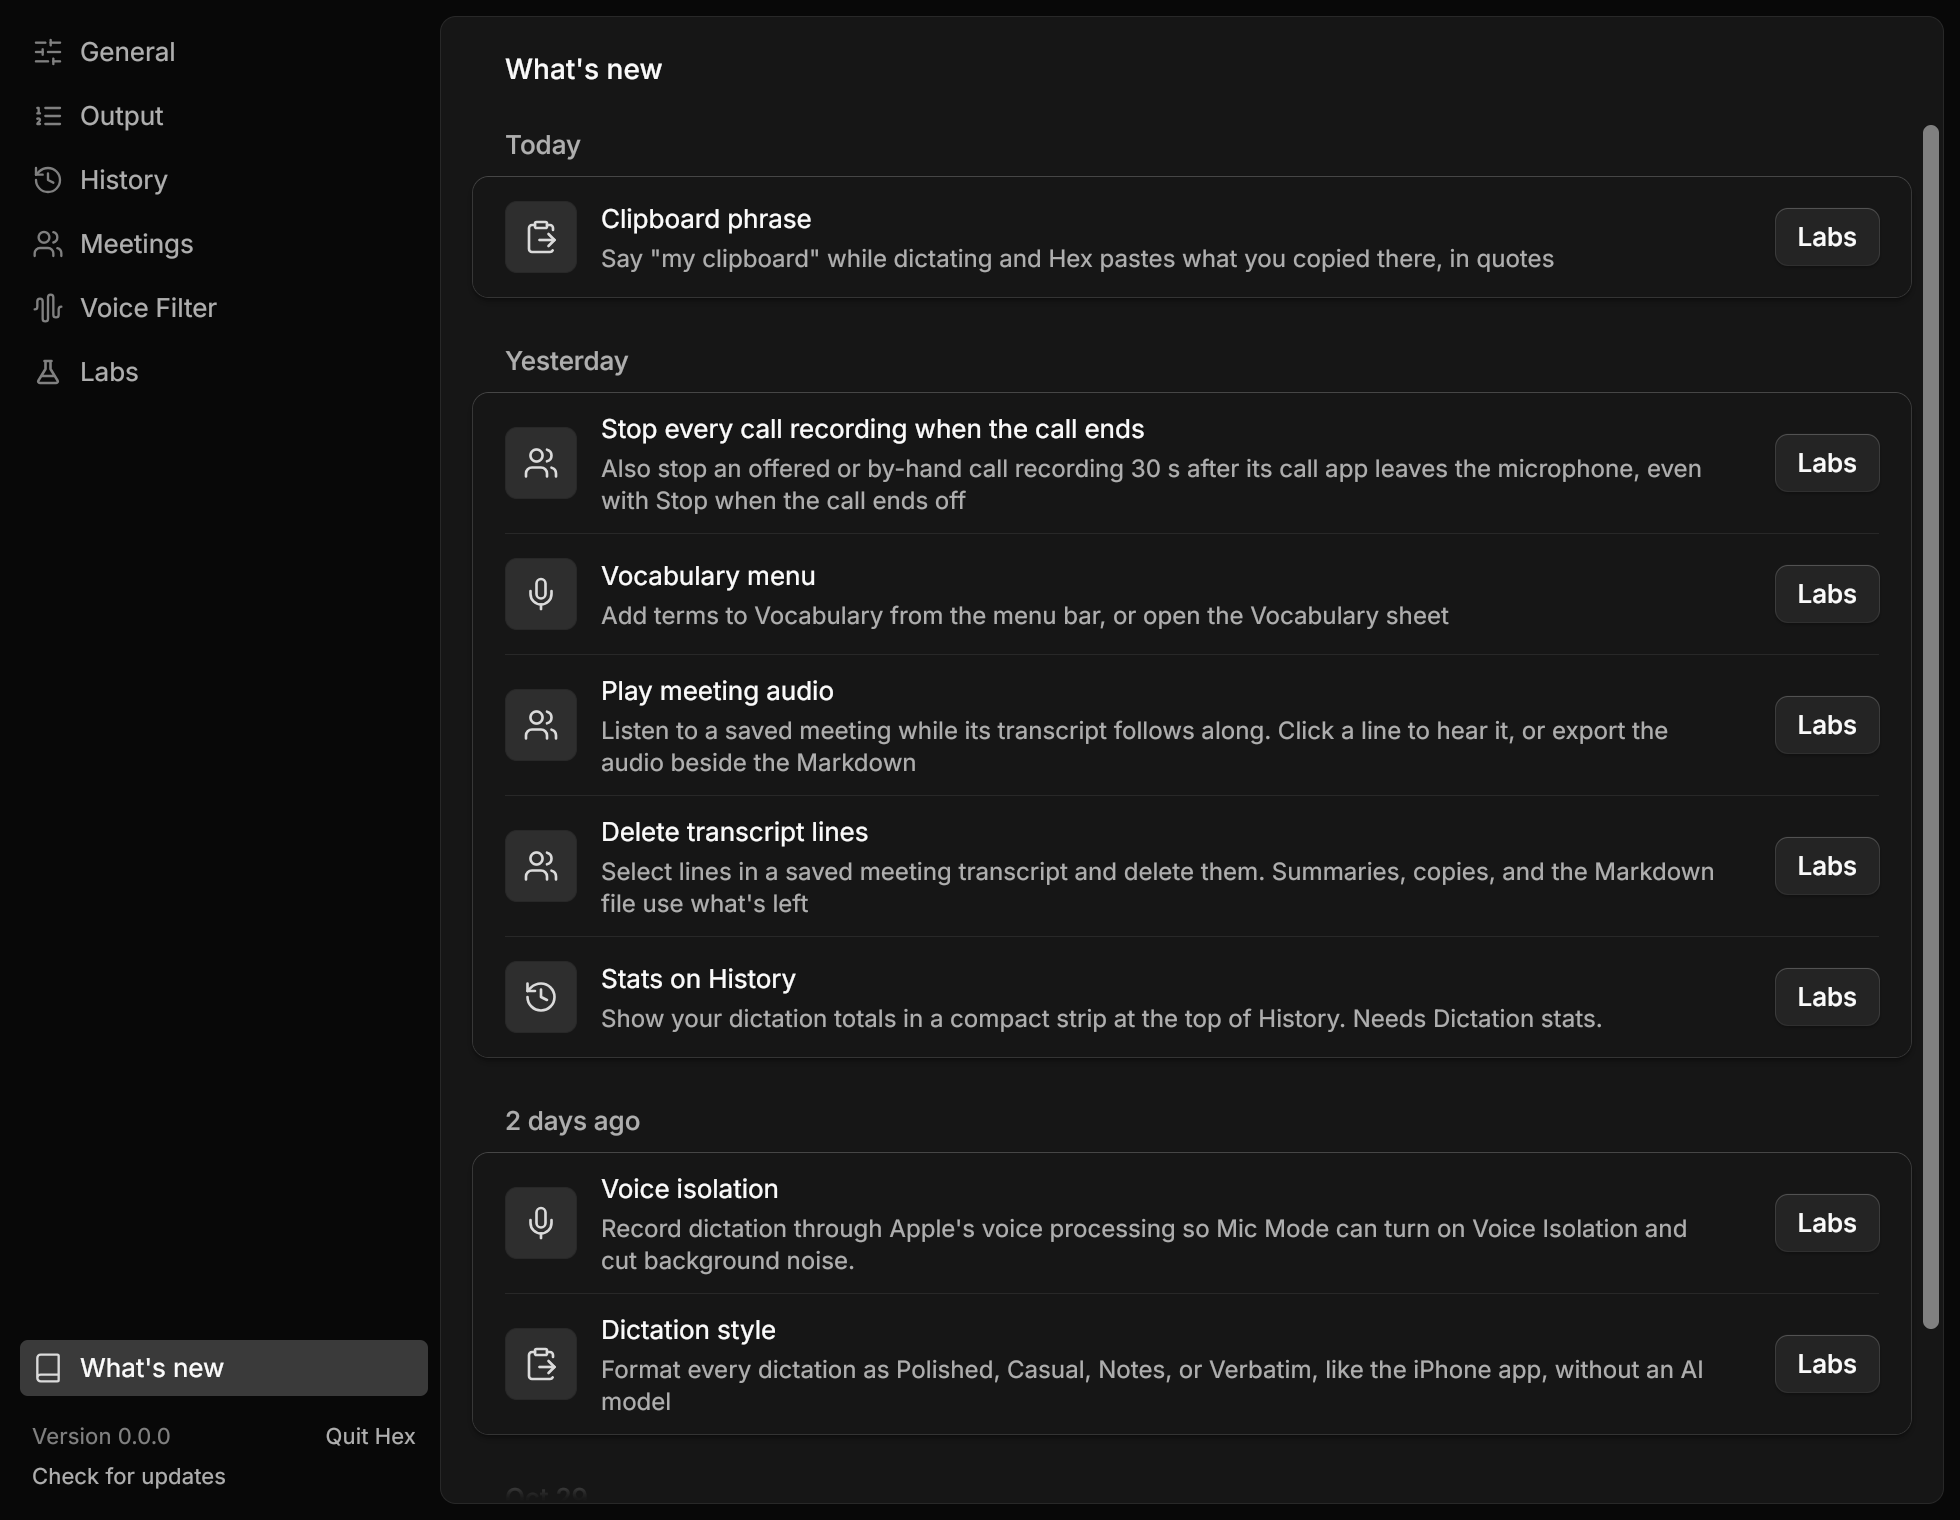 General
Output
History
Meetings
Voice Filter
Labs
What's new
Version 0.0.0
Quit Hex
Check for updates
What's new
Today
Clipboard phrase
Say "my clipboard" while dictating and Hex pastes what you copied there, in quotes
Labs
Yesterday
Stop every call recording when the call ends
Also stop an offered or by-hand call recording 30 s after its call app leaves the microphone, even
with Stop when the call ends off
Labs
Vocabulary menu
Add terms to Vocabulary from the menu bar, or open the Vocabulary sheet
Labs
Play meeting audio
Listen to a saved meeting while its transcript follows along. Click a line to hear it, or export the
audio beside the Markdown
Labs
Delete transcript lines
Select lines in a saved meeting transcript and delete them. Summaries, copies, and the Markdown
file use what's left
Labs
Stats on History
Show your dictation totals in a compact strip at the top of History. Needs Dictation stats.
Labs
2 days ago
Voice isolation
Record dictation through Apple's voice processing so Mic Mode can turn on Voice Isolation and
cut background noise.
Labs
Dictation style
Format every dictation as Polished, Casual, Notes, or Verbatim, like the iPhone app, without an AI
model
Labs